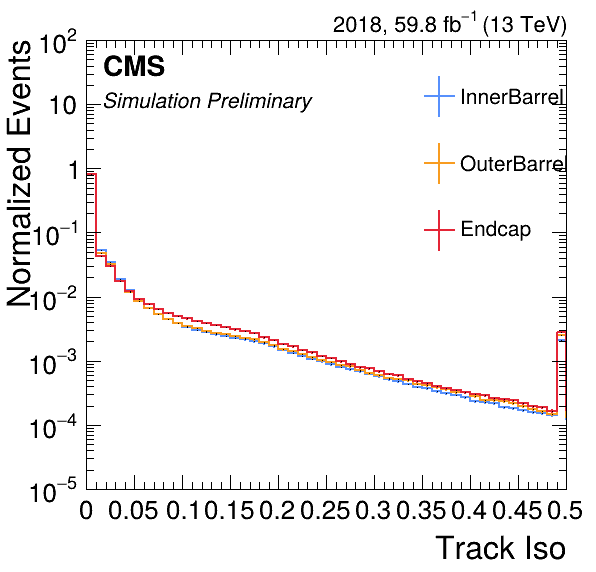 2018, 59.8 fb⁻¹ (13 TeV)
CMS
Simulation Preliminary
InnerBarrel
OuterBarrel
Endcap
Normalized Events
10²
10
1
10⁻¹
10⁻²
10⁻³
10⁻⁴
10⁻⁵
0 0.05 0.1 0.15 0.2 0.25 0.3 0.35 0.4 0.45 0.5
Track Iso